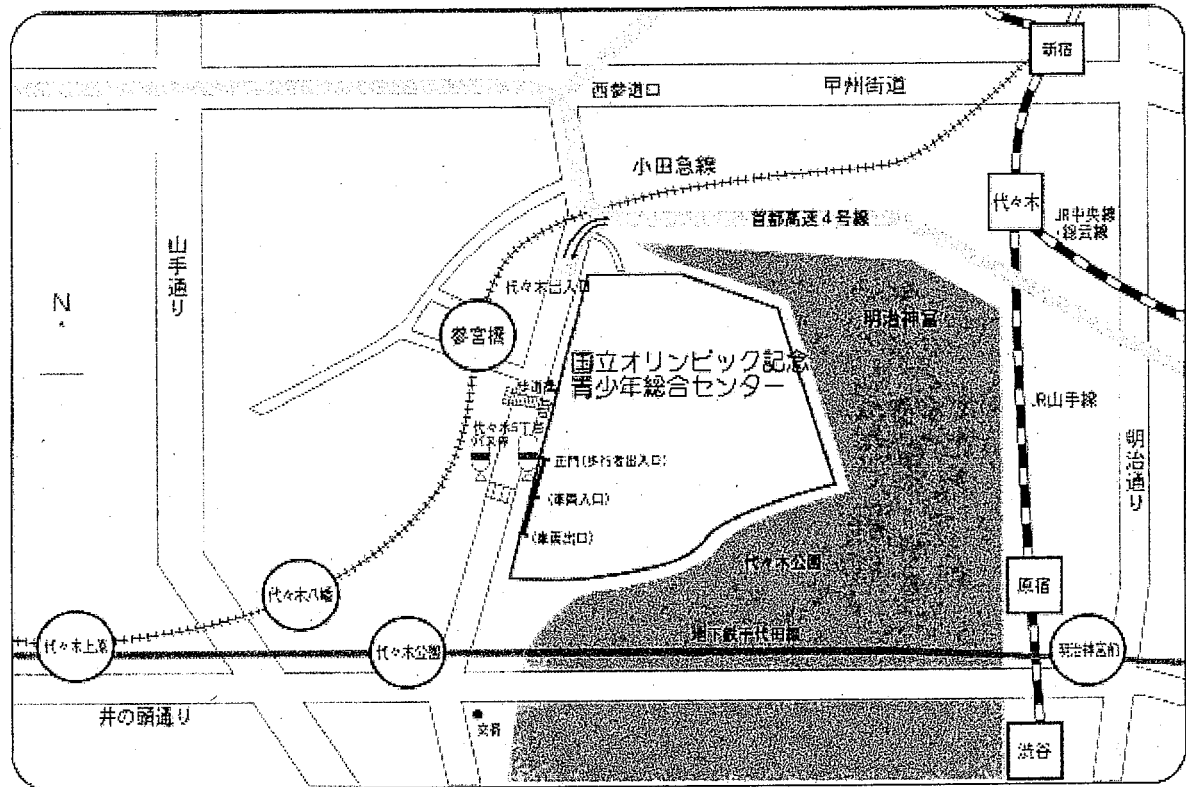 新宿
西参道口
甲州街道
小田急線
代々木
首都高速4号線
JR中央線
・総武線
山手通り
N
代々木出入口
明治神宮
参宮橋
国立オリンピック記念
青少年総合センター
歩道橋
JR山手線
代々木5丁目
バス停
明治通り
正門(歩行者出入口)
(車両入口)
(車両出口)
代々木公園
原宿
代々木八幡
地下鉄千代田線
代々木上原
代々木公園
明治神宮前
井の頭通り
交番
渋谷